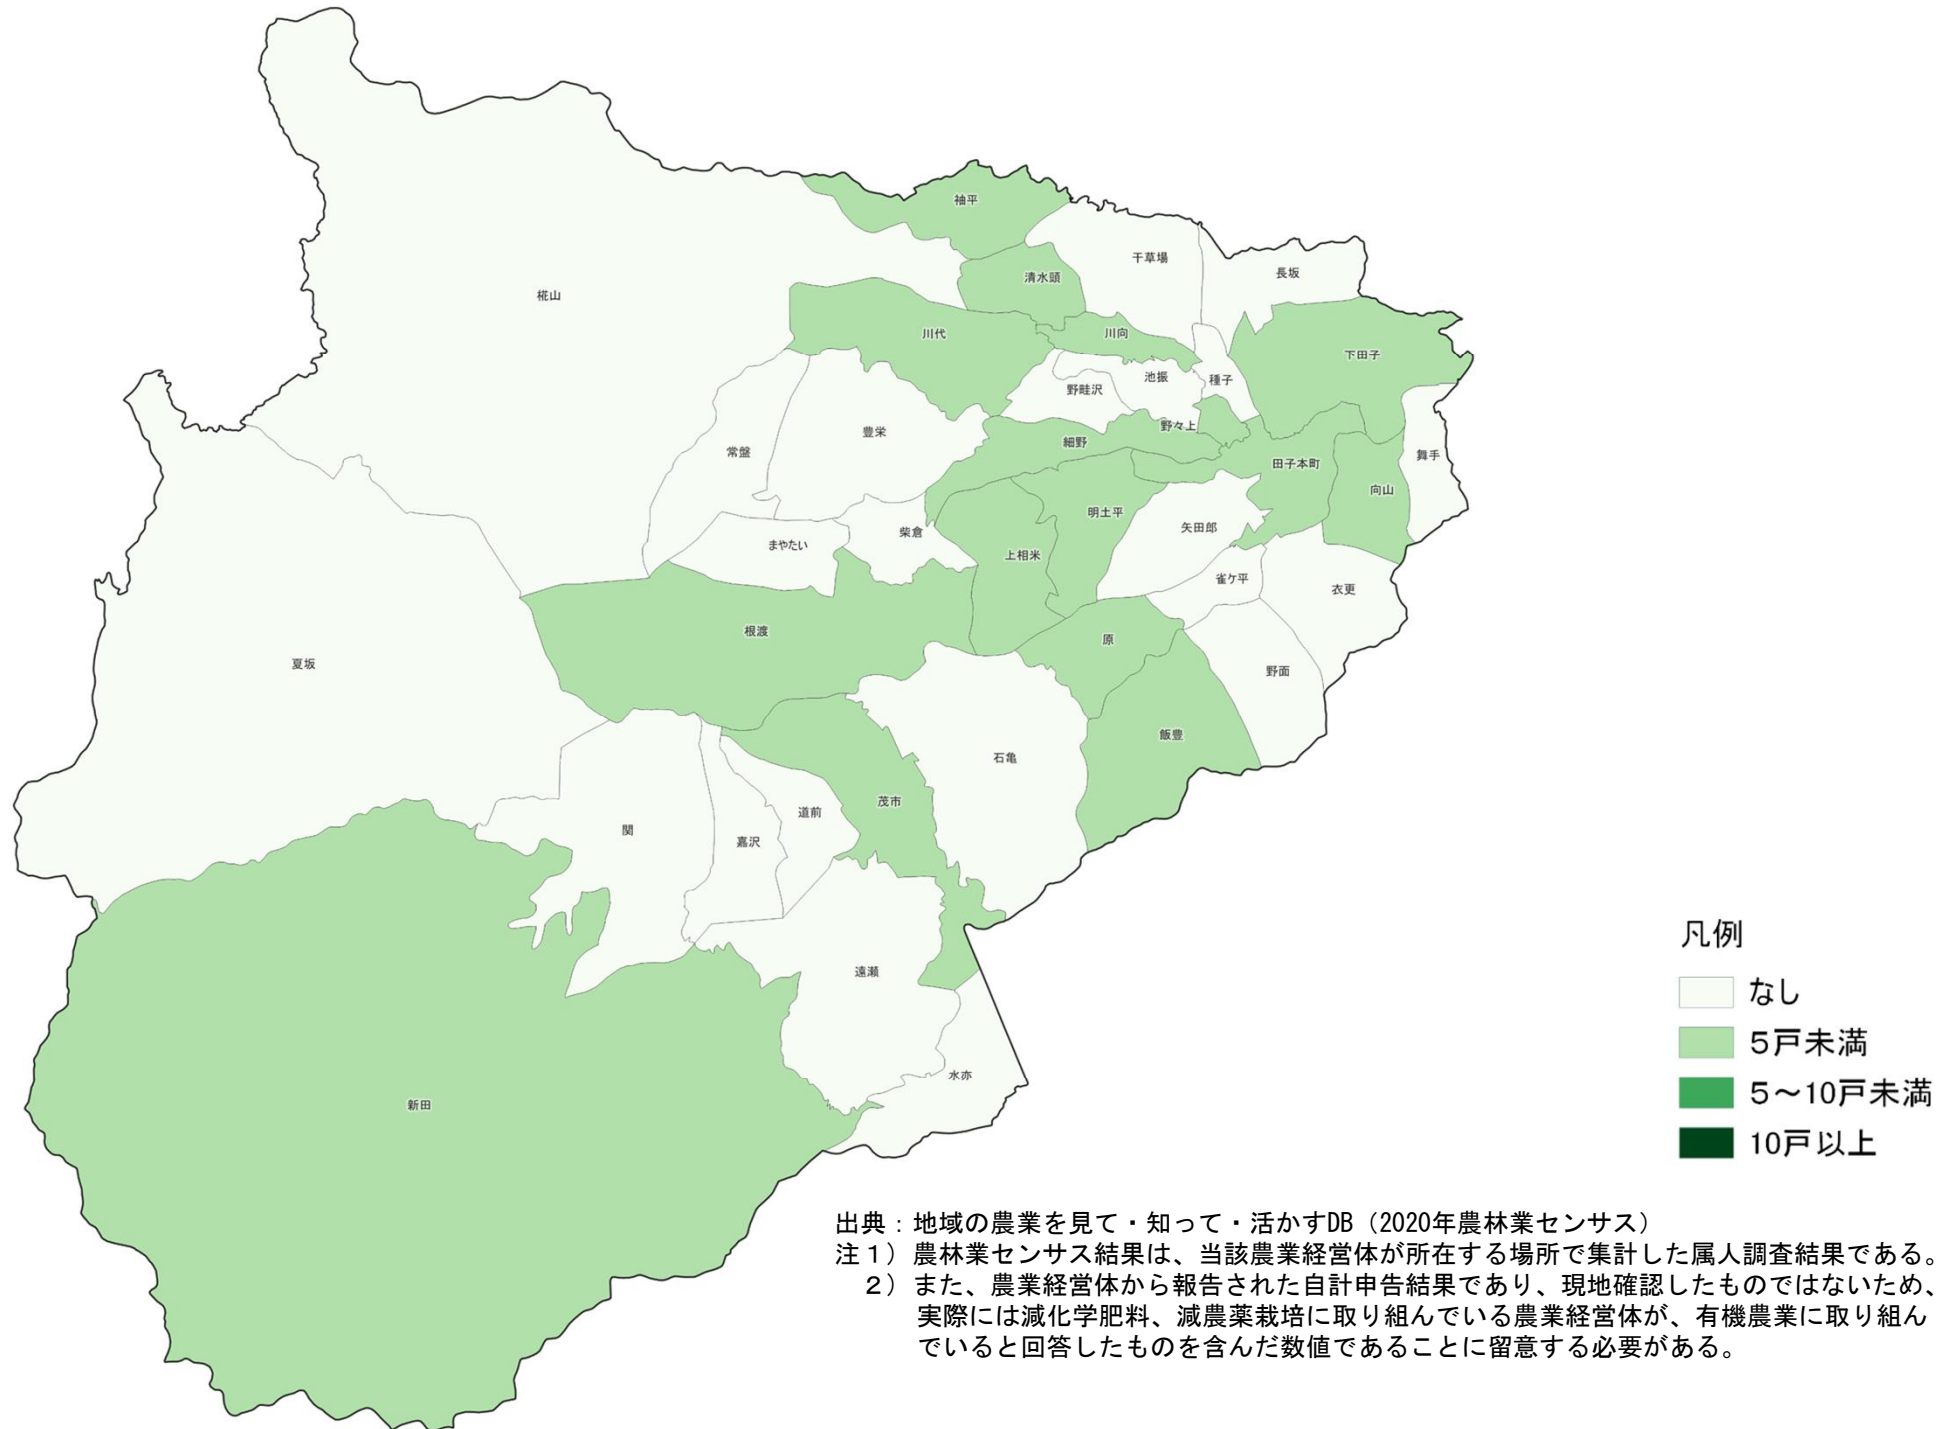 袖平
干草場
長坂
清水頭
椛山
川代
川向
下田子
池振
種子
野畦沢
野々上
豊栄
細野
常盤
舞手
田子本町
向山
明土平
矢田郎
柴倉
まやたい
上相米
雀ケ平
衣更
根渡
原
夏坂
野面
飯豊
石亀
茂市
道前
関
嘉沢
遠瀬
水亦
新田
凡例
なし
5戸未満
5～10戸未満
10戸以上
出典：地域の農業を見て・知って・活かすDB（2020年農林業センサス）
注１）農林業センサス結果は、当該農業経営体が所在する場所で集計した属人調査結果である。
２）また、農業経営体から報告された自計申告結果であり、現地確認したものではないため、
実際には減化学肥料、減農薬栽培に取り組んでいる農業経営体が、有機農業に取り組ん
でいると回答したものを含んだ数値であることに留意する必要がある。